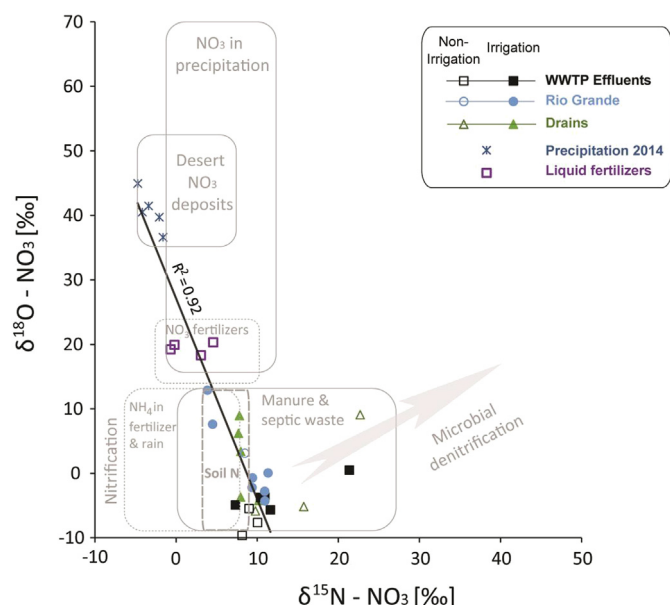 70
60
50
40
30
20
10
0
-10
-10
0
10
20
30
40
50
δ¹⁸O - NO₃ [‰]
δ¹⁵N - NO₃ [‰]
NO₃ in
precipitation
Desert
NO₃
deposits
R²=0.92
NO₃ fertilizers
Nitrification
NH₄ in
fertilizer
& rain
Soil N
Manure &
septic waste
Microbial
denitrification
Non-
Irrigation
Irrigation
WWTP Effluents
Rio Grande
Drains
Precipitation 2014
Liquid fertilizers